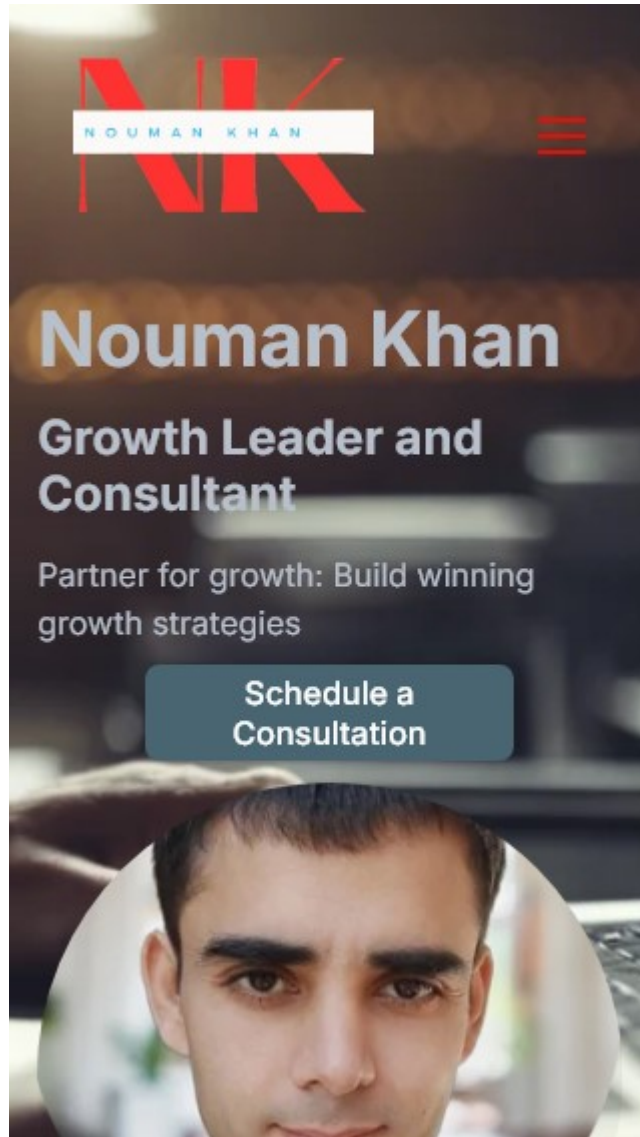 NK
NOUMAN KHAN
Nouman Khan
Growth Leader and
Consultant
Partner for growth: Build winning
growth strategies
Schedule a
Consultation